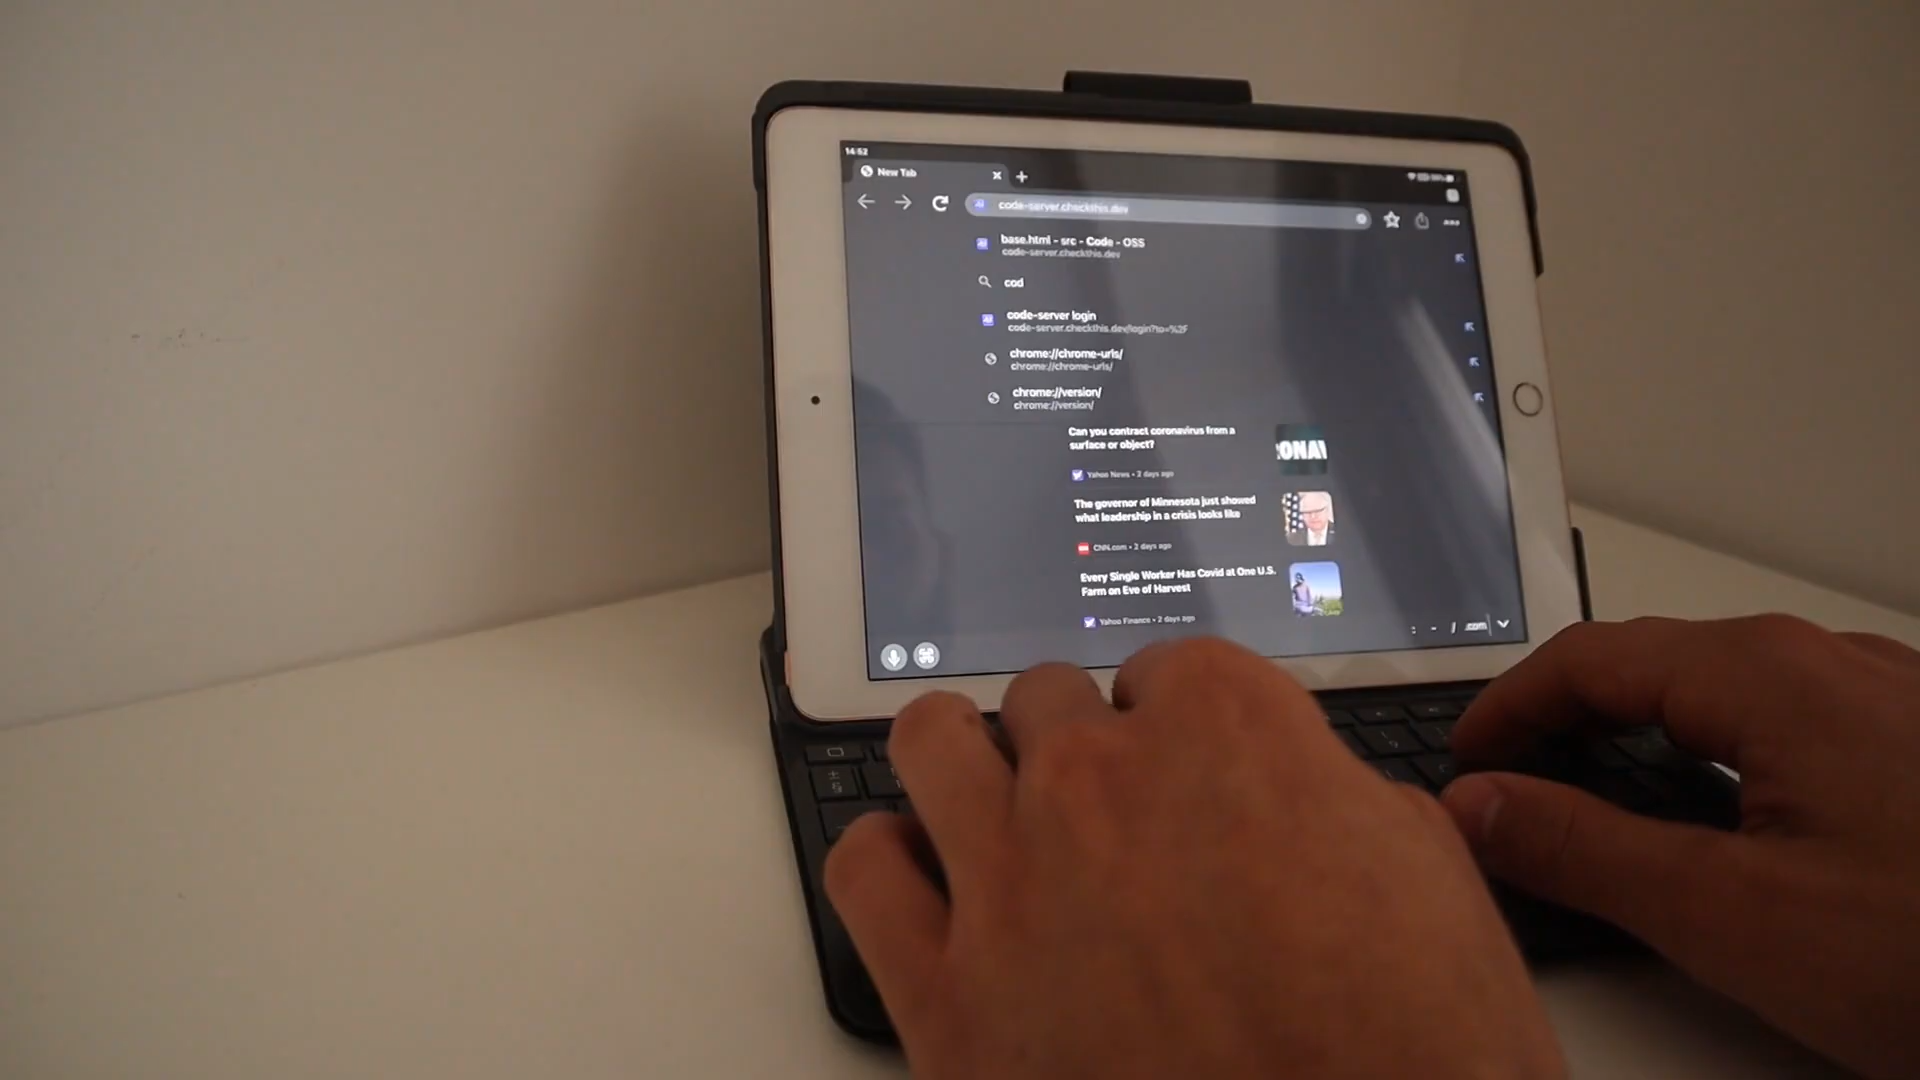 14:52
New Tab
code-server.checkthis.dev
base.html - src - Code - OSS
code-server.checkthis.dev
cod
code-server login
code-server.checkthis.dev/login?to=%2F
chrome://chrome-urls/
chrome://chrome-urls/
chrome://version/
chrome://version/
Can you contract coronavirus from a
surface or object?
Yahoo News • 2 days ago
ONAV
The governor of Minnesota just showed
what leadership in a crisis looks like
CNN.com • 2 days ago
Every Single Worker Has Covid at One U.S.
Farm on Eve of Harvest
Yahoo Finance • 2 days ago
: - / .com